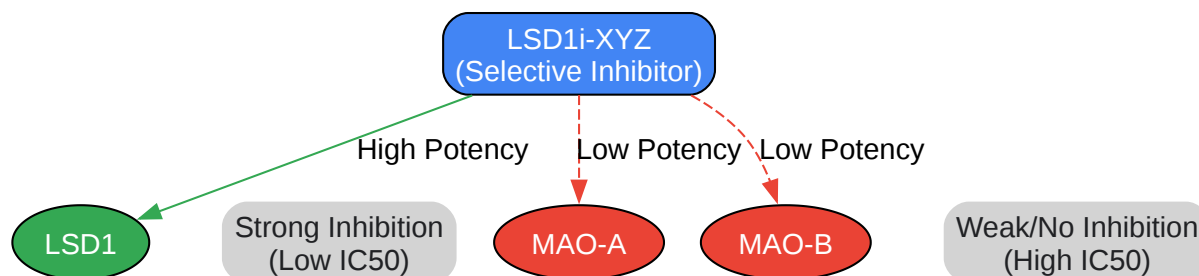 LSD1i-XYZ
(Selective Inhibitor)
High Potency
Low Potency
Low Potency
LSD1
Strong Inhibition
(Low IC50)
MAO-A
MAO-B
Weak/No Inhibition
(High IC50)